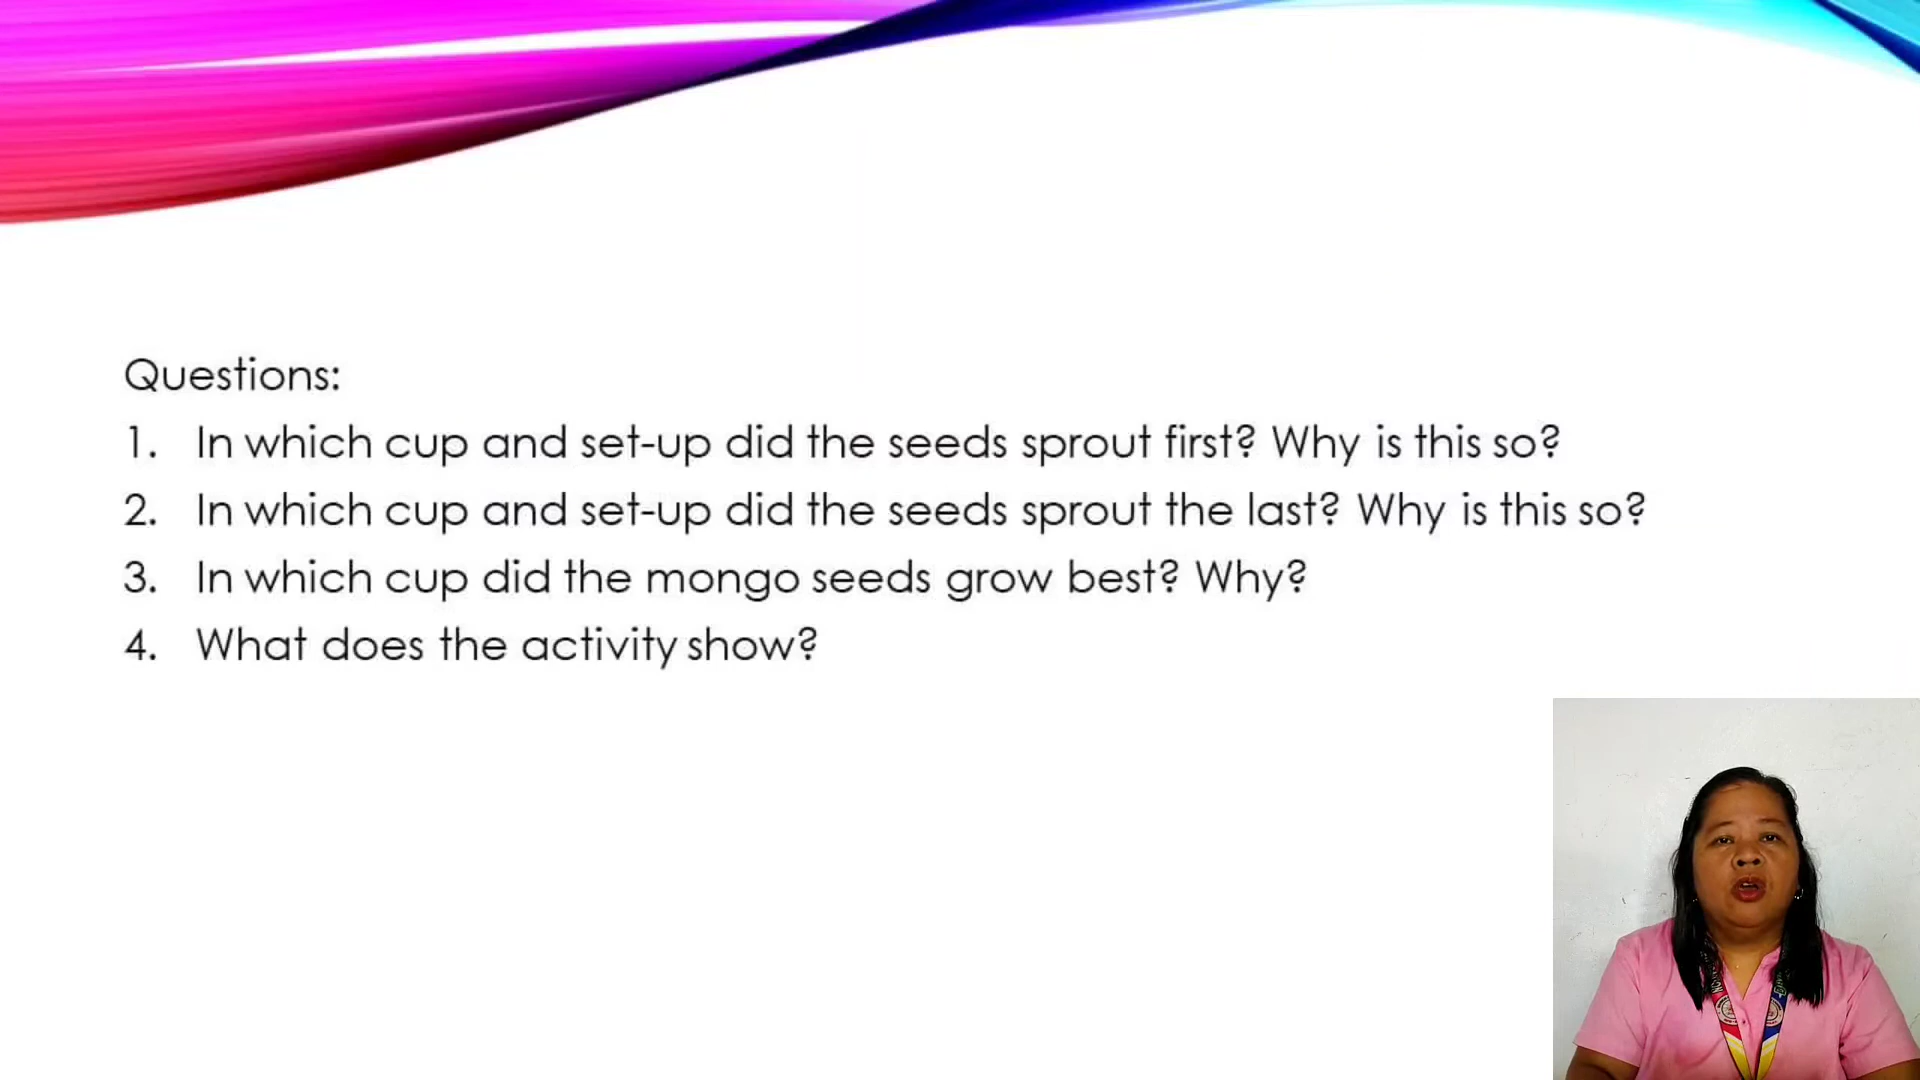 Questions:
1. In which cup and set-up did the seeds sprout first? Why is this so?
2. In which cup and set-up did the seeds sprout the last? Why is this so?
3. In which cup did the mongo seeds grow best? Why?
4. What does the activity show?